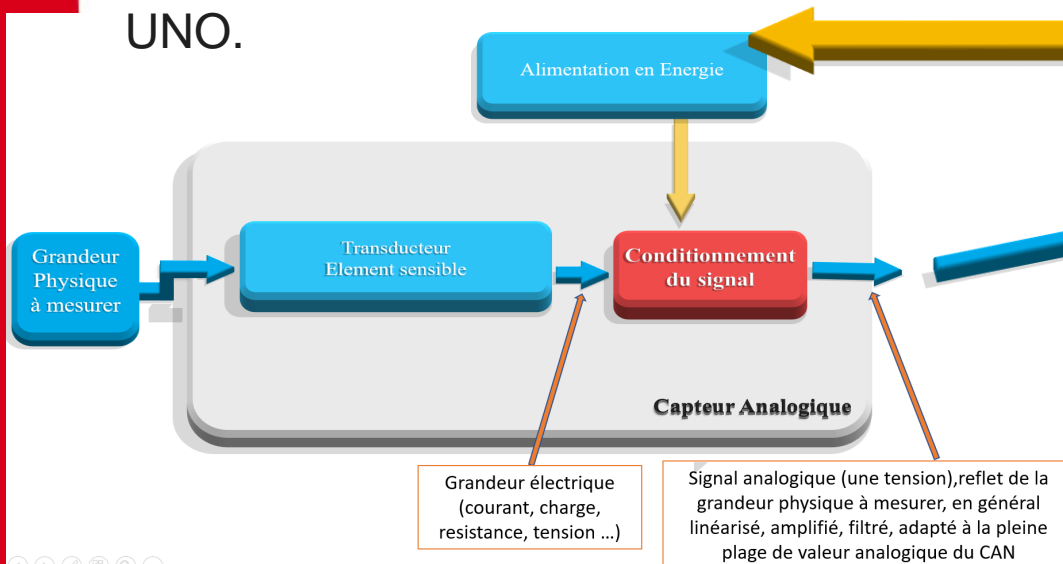 UNO.
Alimentation en Energie
Grandeur
Physique
à mesurer
Transducteur
Element sensible
Conditionnement
du signal
Capteur Analogique
Grandeur électrique
(courant, charge,
resistance, tension ...)
Signal analogique (une tension),reflet de la
grandeur physique à mesurer, en général
linéarisé, amplifié, filtré, adapté à la pleine
plage de valeur analogique du CAN